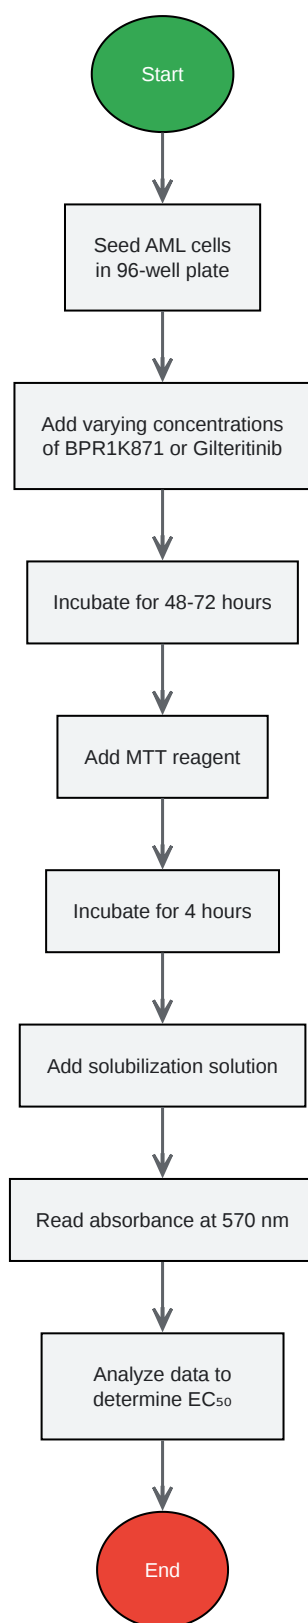 Start
Seed AML cells
in 96-well plate
Add varying concentrations
of BPR1K871 or Gilteritinib
Incubate for 48-72 hours
Add MTT reagent
Incubate for 4 hours
Add solubilization solution
Read absorbance at 570 nm
Analyze data to
determine EC₅₀
End